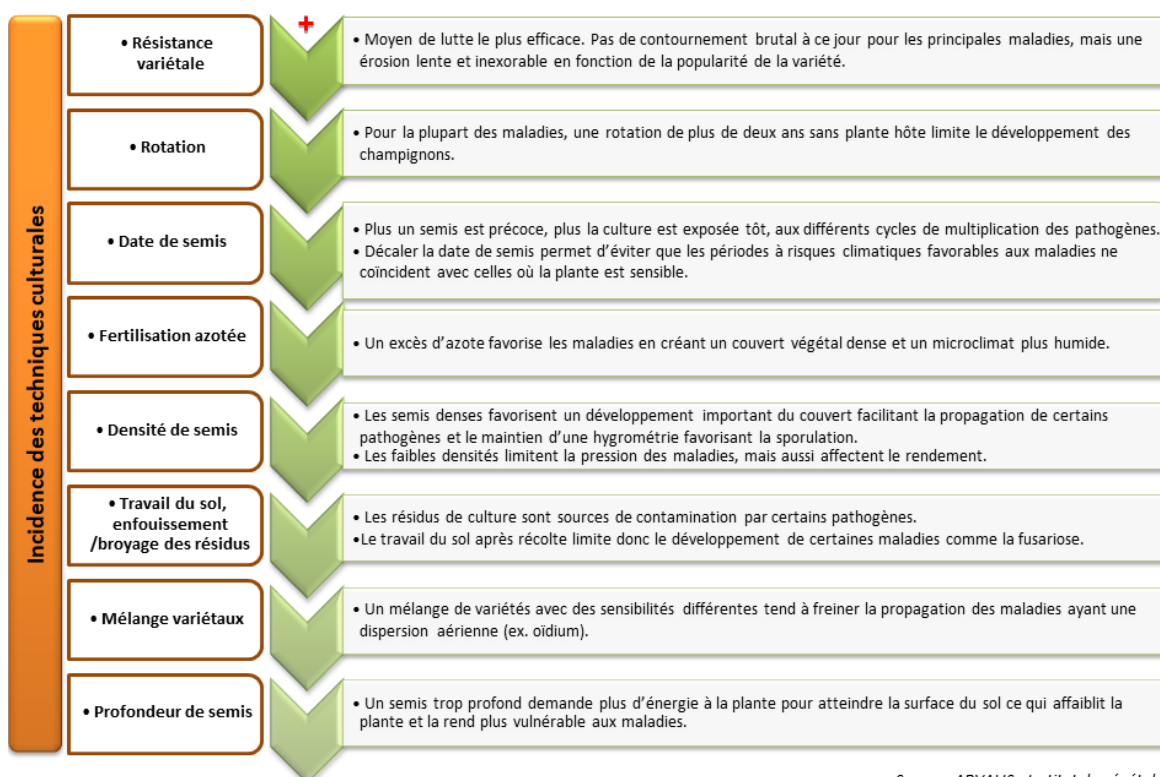 Incidence des techniques culturales
+
• Résistance
variétale
• Moyen de lutte le plus efficace. Pas de contournement brutal à ce jour pour les principales maladies, mais une
érosion lente et inexorable en fonction de la popularité de la variété.
• Rotation
• Pour la plupart des maladies, une rotation de plus de deux ans sans plante hôte limite le développement des
champignons.
• Date de semis
• Plus un semis est précoce, plus la culture est exposée tôt, aux différents cycles de multiplication des pathogènes.
• Décaler la date de semis permet d'éviter que les périodes à risques climatiques favorables aux maladies ne
coïncident avec celles où la plante est sensible.
• Fertilisation azotée
• Un excès d'azote favorise les maladies en créant un couvert végétal dense et un microclimat plus humide.
• Densité de semis
• Les semis denses favorisent un développement important du couvert facilitant la propagation de certains
pathogènes et le maintien d'une hygrométrie favorisant la sporulation.
• Les faibles densités limitent la pression des maladies, mais aussi affectent le rendement.
• Travail du sol,
enfouissement
/broyage des résidus
• Les résidus de culture sont sources de contamination par certains pathogènes.
•Le travail du sol après récolte limite donc le développement de certaines maladies comme la fusariose.
• Mélange variétaux
• Un mélange de variétés avec des sensibilités différentes tend à freiner la propagation des maladies ayant une
dispersion aérienne (ex. oïdium).
• Profondeur de semis
• Un semis trop profond demande plus d'énergie à la plante pour atteindre la surface du sol ce qui affaiblit la
plante et la rend plus vulnérable aux maladies.